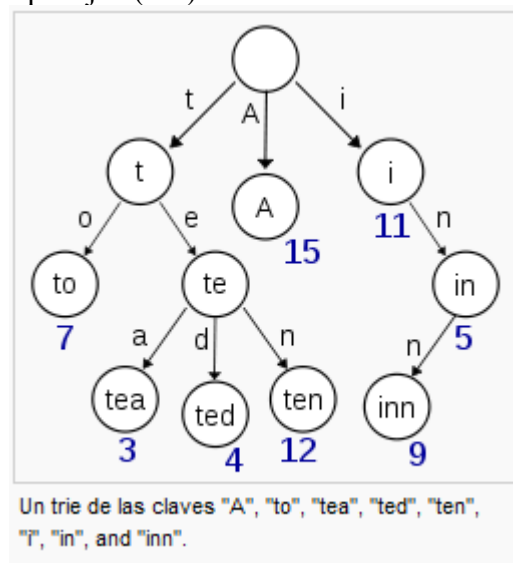 t
A
i
t
A
i
15
11
o
e
n
to
te
in
7
5
a
d
n
n
tea
ted
ten
inn
3
4
12
9
Un trie de las claves "A", "to", "tea", "ted", "ten",
"i", "in", and "inn".